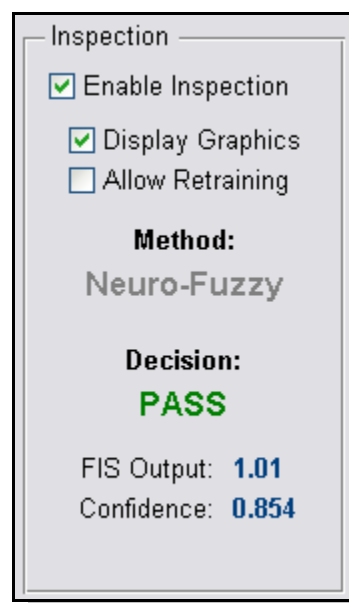 Inspection
Enable Inspection
Display Graphics
Allow Retraining
Method:
Neuro-Fuzzy
Decision:
PASS
FIS Output: 1.01
Confidence: 0.854